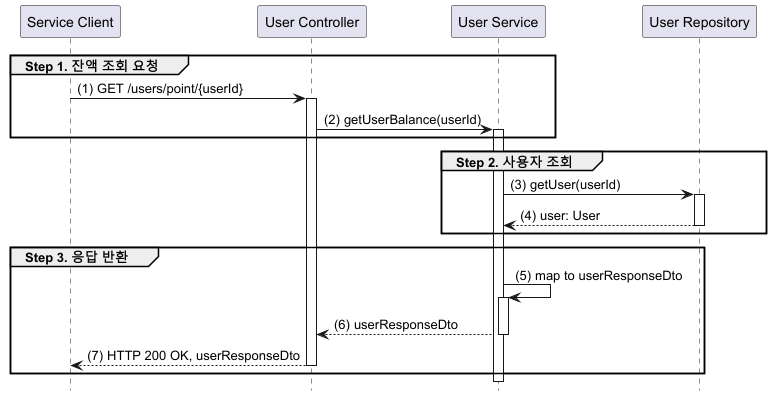 Service Client
User Controller
User Service
User Repository
Step 1. 잔액 조회 요청
(1) GET /users/point/{userId}
(2) getUserBalance(userId)
Step 2. 사용자 조회
(3) getUser(userId)
(4) user: User
Step 3. 응답 반환
(5) map to userResponseDto
(6) userResponseDto
(7) HTTP 200 OK, userResponseDto